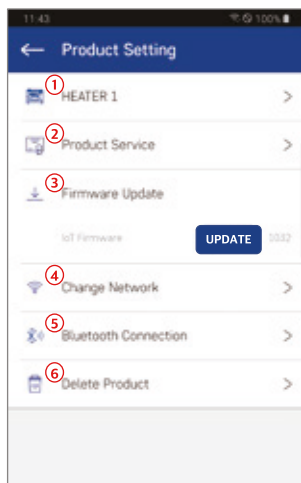 11:43 100%
← Product Setting
① HEATER 1 >
② Product Service >
③ Firmware Update
IoT Firmware UPDATE 1032
④ Change Network >
⑤ Bluetooth Connection >
⑥ Delete Product >